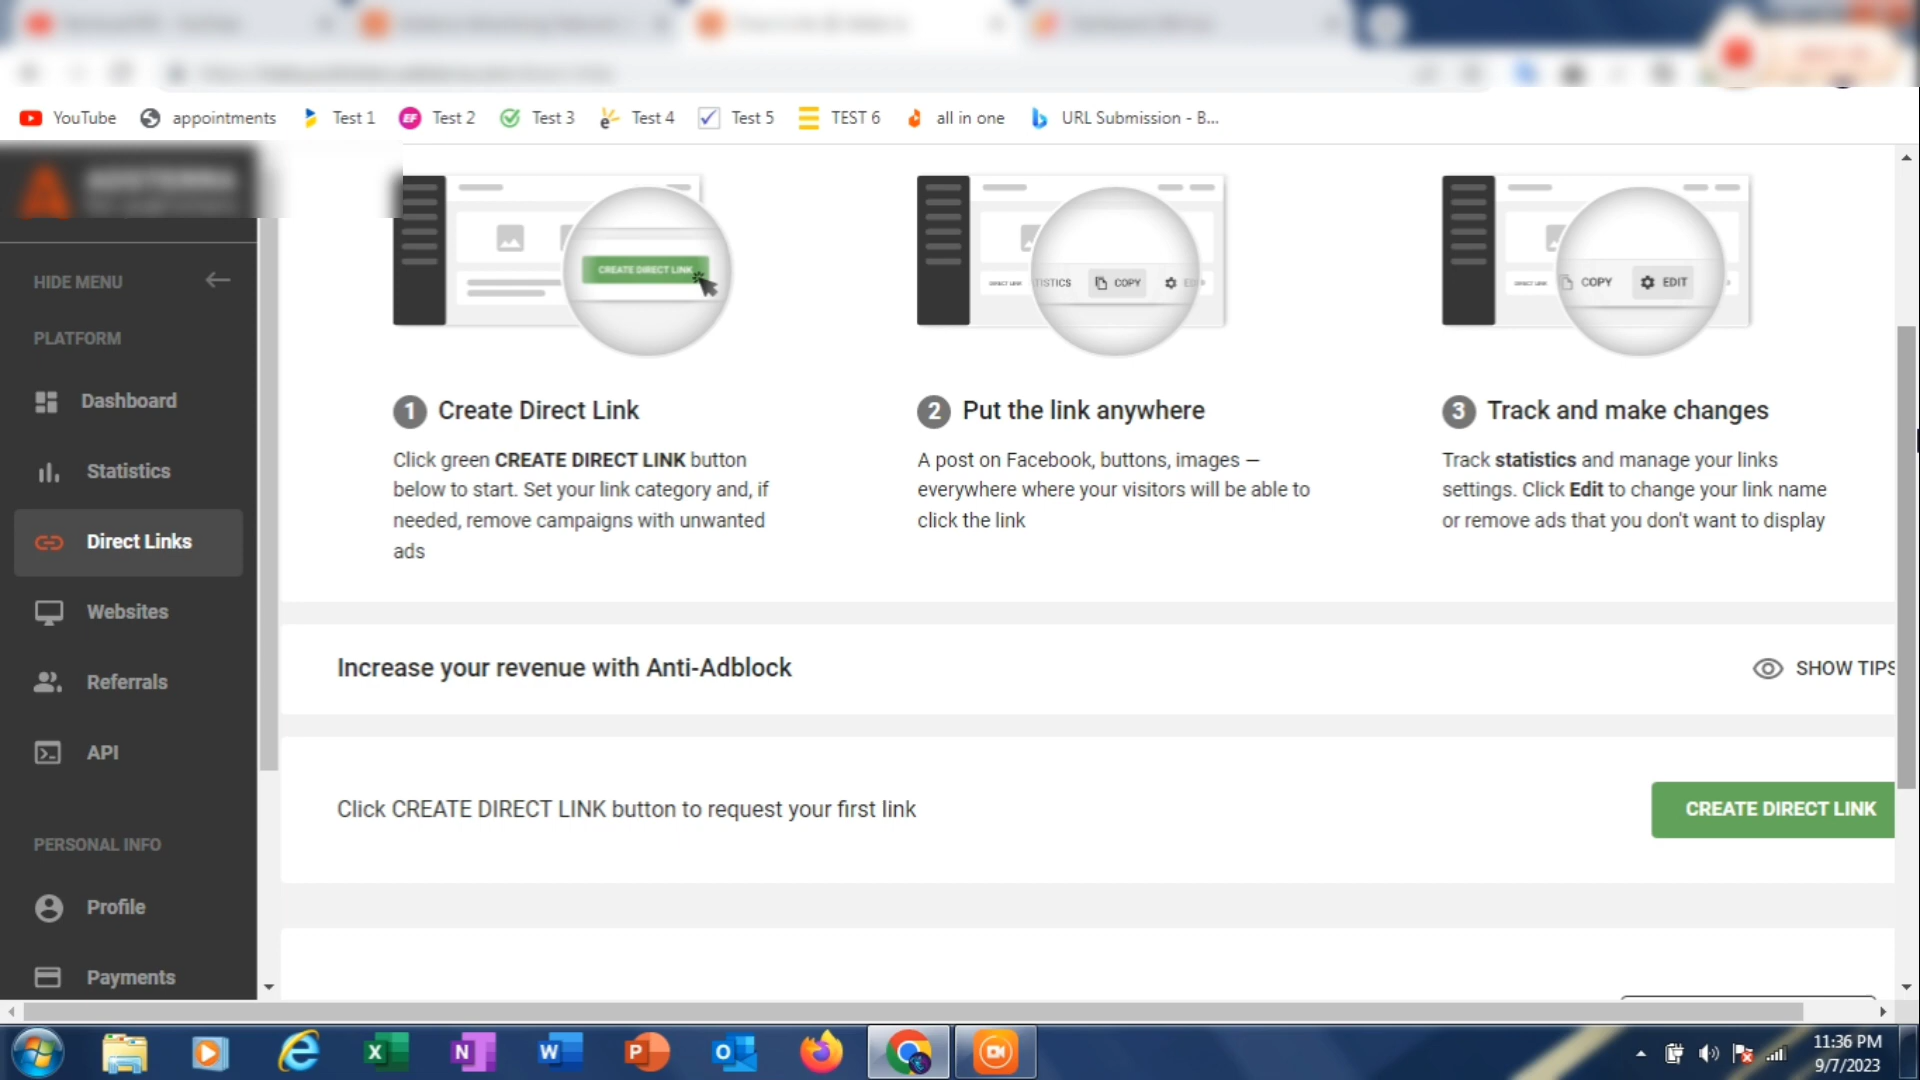 YouTube appointments Test 1 Test 2 Test 3 Test 4 Test 5 TEST 6 all in one URL Submission - B...
HIDE MENU
PLATFORM
Dashboard
Statistics
Direct Links
Websites
Referrals
API
PERSONAL INFO
Profile
Payments
CREATE DIRECT LINK
COPY
COPY EDIT
1 Create Direct Link
Click green CREATE DIRECT LINK button
below to start. Set your link category and, if
needed, remove campaigns with unwanted
ads
2 Put the link anywhere
A post on Facebook, buttons, images —
everywhere where your visitors will be able to
click the link
3 Track and make changes
Track statistics and manage your links
settings. Click Edit to change your link name
or remove ads that you don't want to display
Increase your revenue with Anti-Adblock
SHOW TIPS
Click CREATE DIRECT LINK button to request your first link
CREATE DIRECT LINK
11:36 PM
9/7/2023